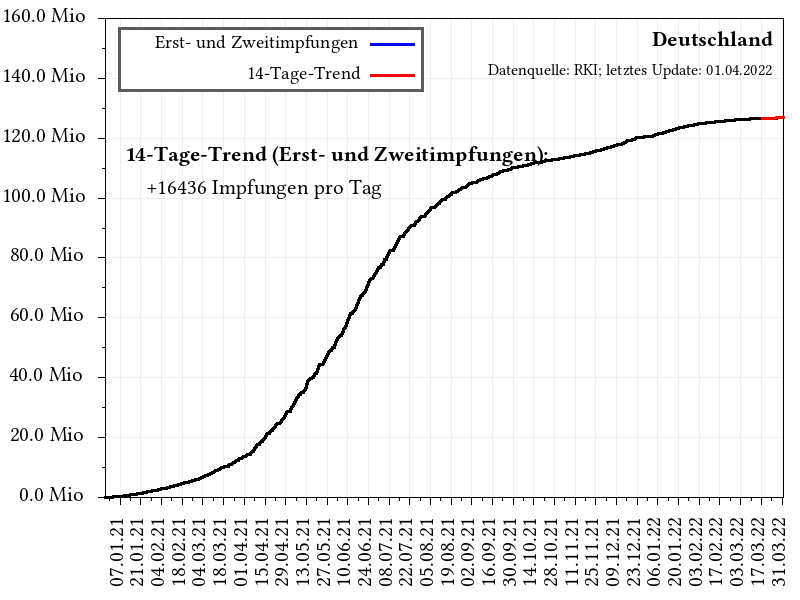 160.0 Mio
140.0 Mio
120.0 Mio
100.0 Mio
80.0 Mio
60.0 Mio
40.0 Mio
20.0 Mio
0.0 Mio
Erst- und Zweitimpfungen
14-Tage-Trend
Deutschland
Datenquelle: RKI; letztes Update: 01.04.2022
14-Tage-Trend (Erst- und Zweitimpfungen):
+16436 Impfungen pro Tag
07.01.21
21.01.21
04.02.21
18.02.21
04.03.21
18.03.21
01.04.21
15.04.21
29.04.21
13.05.21
27.05.21
10.06.21
24.06.21
08.07.21
22.07.21
05.08.21
19.08.21
02.09.21
16.09.21
30.09.21
14.10.21
28.10.21
11.11.21
25.11.21
09.12.21
23.12.21
06.01.22
20.01.22
03.02.22
17.02.22
03.03.22
17.03.22
31.03.22